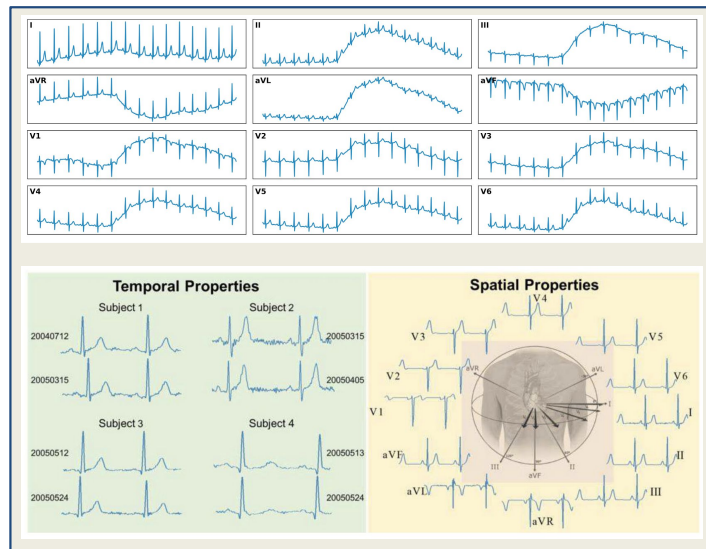 I
II
III
aVR
aVL
aVF
V1
V2
V3
V4
V5
V6
Temporal Properties
Subject 1
Subject 2
20040712
20050315
20050315
20050405
Subject 3
Subject 4
20050512
20050513
20050524
20050524
Spatial Properties
V4
V3
V5
V2
V6
V1
I
aVF
II
aVL
III
aVR
aVR
aVL
I
III
aVF
II